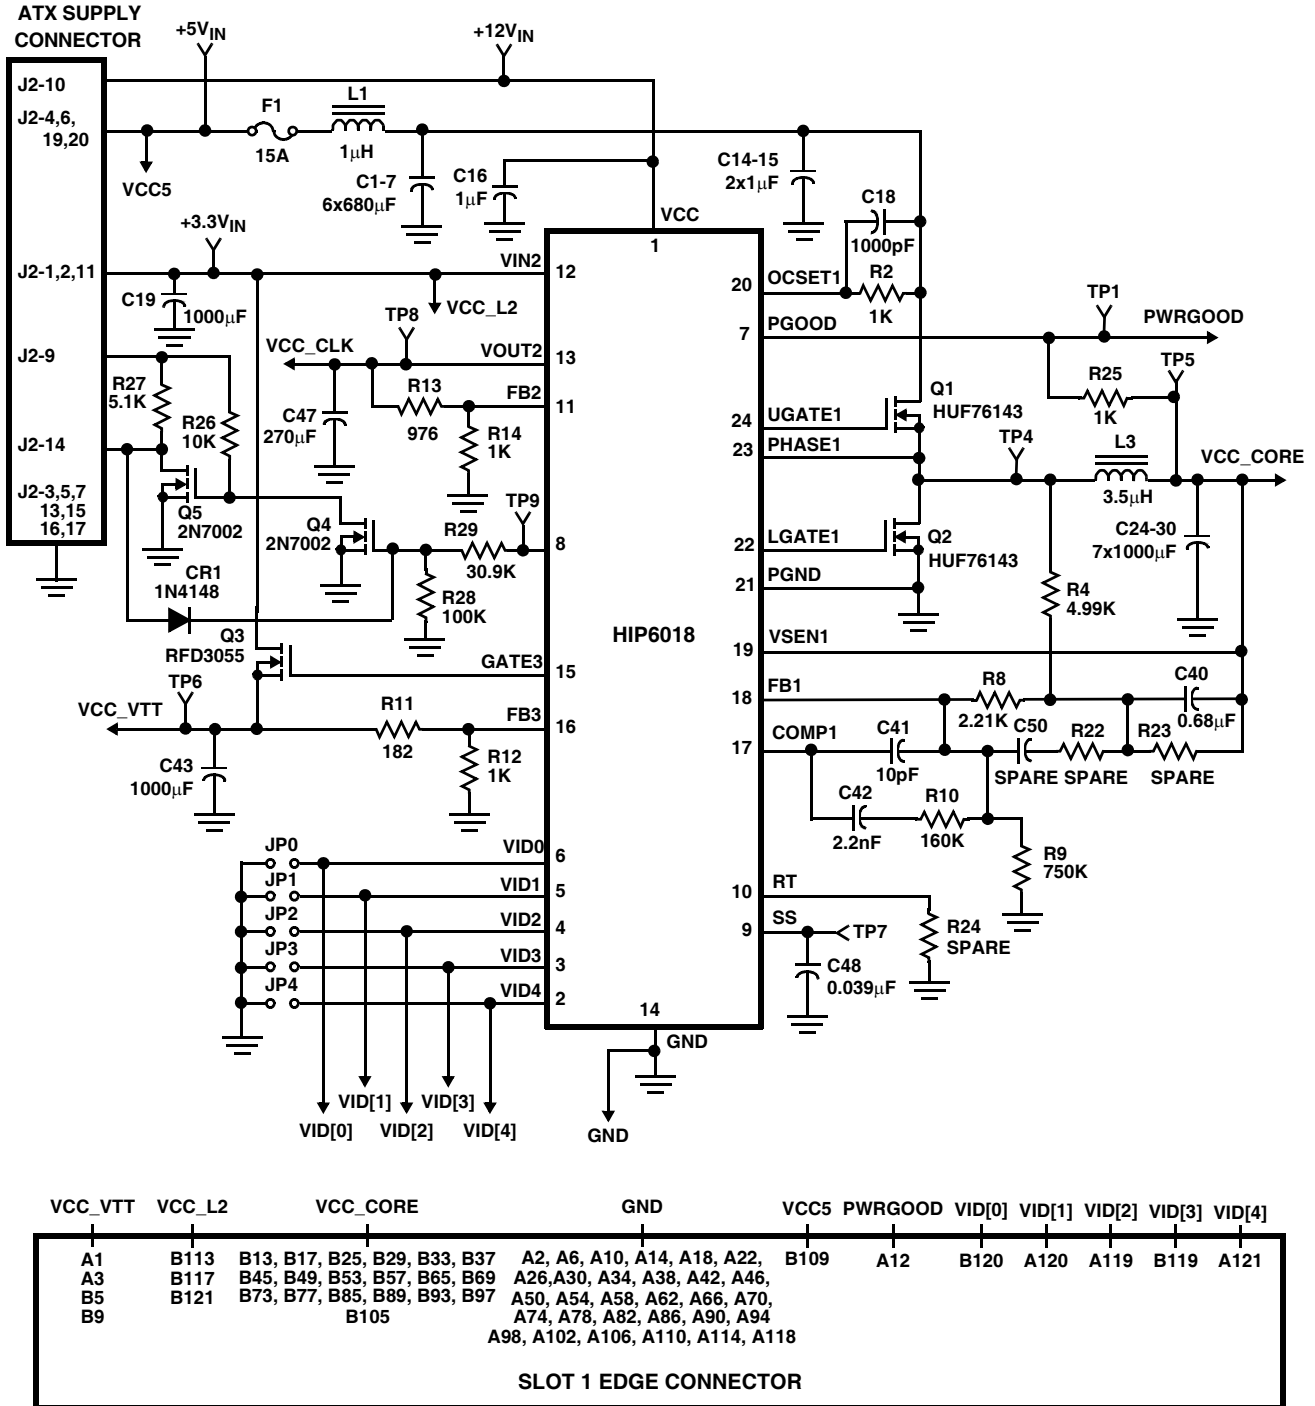 ATX SUPPLY
CONNECTOR
+5VIN
+12VIN
J2-10
J2-4,6,
19,20
F1
15A
L1
1µH
VCC5
C1-7
6x680µF
C16
1µF
C14-15
2x1µF
C18
1000pF
+3.3VIN
VCC
1
J2-1,2,11
VIN2
12
C19
1000µF
VCC_L2
20
OCSET1
R2
1K
TP8
VCC_CLK
VOUT2
13
7
PGOOD
TP1
PWRGOOD
J2-9
R27
5.1K
R26
10K
C47
270µF
R13
976
FB2
11
R14
1K
TP5
R25
1K
Q1
HUF76143
24
UGATE1
23
PHASE1
TP4
L3
3.5µH
VCC_CORE
J2-14
J2-3,5,7
13,15
16,17
Q5
2N7002
Q4
2N7002
R29
30.9K
TP9
8
22
LGATE1
Q2
HUF76143
C24-30
7x1000µF
21
PGND
CR1
1N4148
R28
100K
R4
4.99K
HIP6018
Q3
RFD3055
GATE3
15
19
VSEN1
TP6
VCC_VTT
R11
182
FB3
16
18
FB1
R8
2.21K
C40
0.68µF
C43
1000µF
R12
1K
17
COMP1
C41
10pF
C50
SPARE
R22
SPARE
R23
SPARE
C42
2.2nF
R10
160K
R9
750K
JP0
VID0
6
JP1
VID1
5
JP2
VID2
4
JP3
VID3
3
JP4
VID4
2
10
RT
R24
SPARE
9
SS
TP7
C48
0.039µF
14
GND
GND
VID[0]
VID[1]
VID[2]
VID[3]
VID[4]
VCC_VTT VCC_L2 VCC_CORE GND VCC5 PWRGOOD VID[0] VID[1] VID[2] VID[3] VID[4]
A1 B113 B13, B17, B25, B29, B33, B37 A2, A6, A10, A14, A18, A22, B109 A12 B120 A120 A119 B119 A121
A3 B117 B45, B49, B53, B57, B65, B69 A26,A30, A34, A38, A42, A46,
B5 B121 B73, B77, B85, B89, B93, B97 A50, A54, A58, A62, A66, A70,
B9 B105 A74, A78, A82, A86, A90, A94
A98, A102, A106, A110, A114, A118
SLOT 1 EDGE CONNECTOR